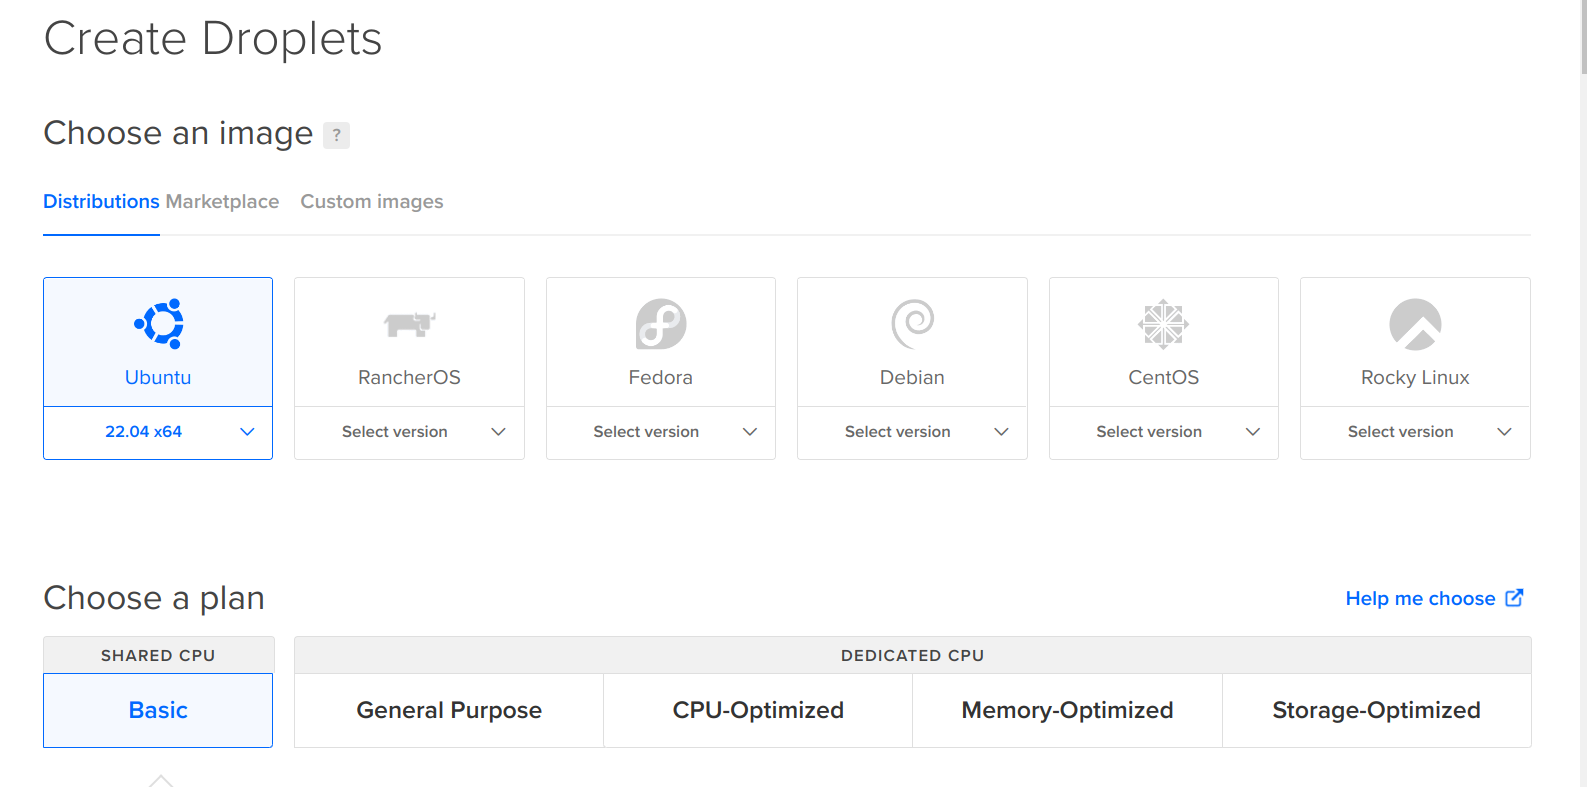 Create Droplets
Choose an image ?
Distributions Marketplace Custom images
Ubuntu RancherOS Fedora Debian CentOS Rocky Linux
22.04 x64 Select version Select version Select version Select version Select version
Choose a plan Help me choose
SHARED CPU DEDICATED CPU
Basic General Purpose CPU-Optimized Memory-Optimized Storage-Optimized